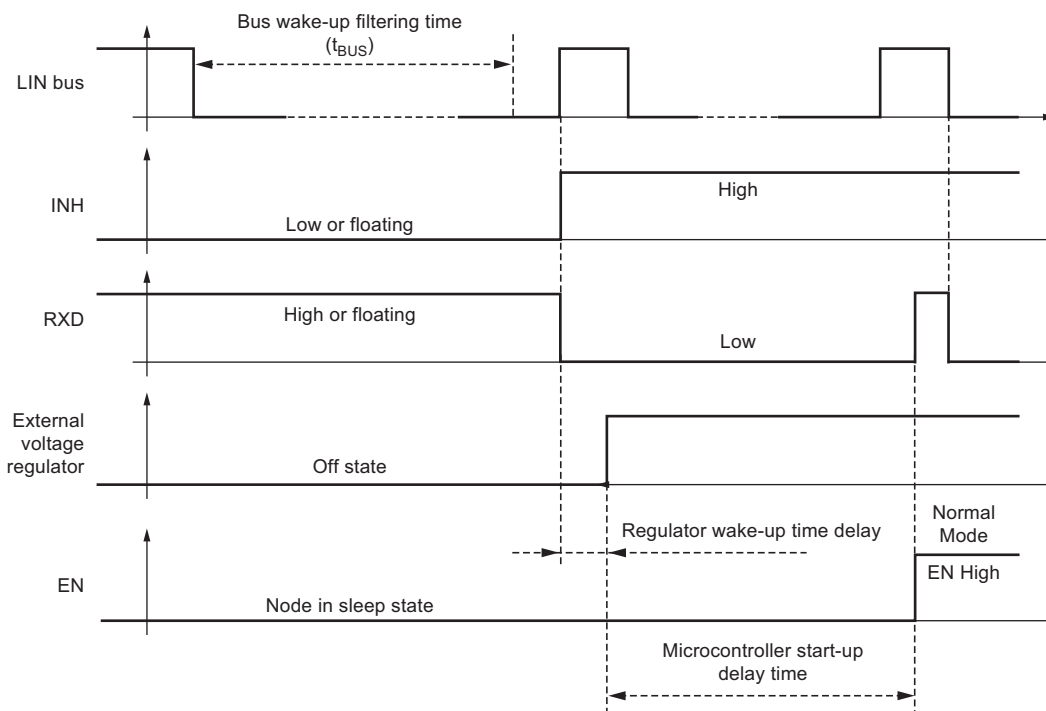 Bus wake-up filtering time
(tBUS)
LIN bus
INH
High
Low or floating
RXD
High or floating
Low
External
voltage
regulator
Off state
Regulator wake-up time delay
Normal
Mode
EN
EN High
Node in sleep state
Microcontroller start-up
delay time